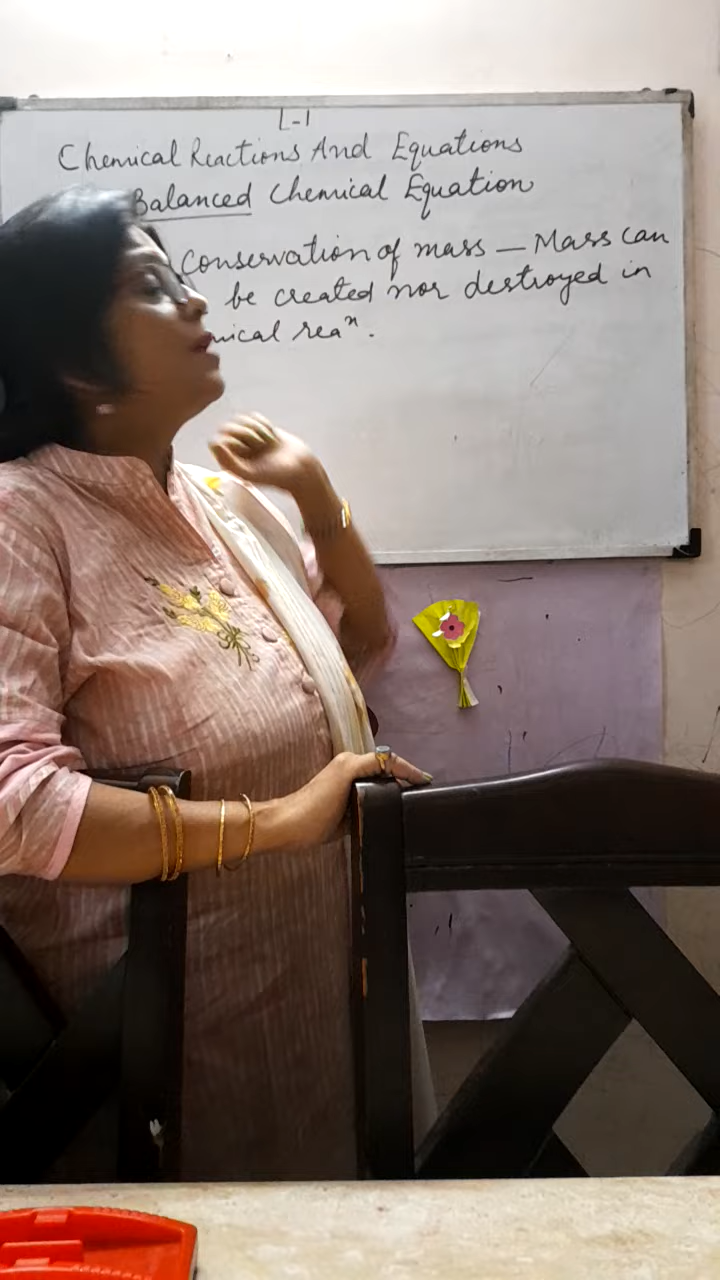 L-1
Chemical Reactions And Equations
Balanced Chemical Equation
conservation of mass — Mass can
be created nor destroyed in
mical reaⁿ.